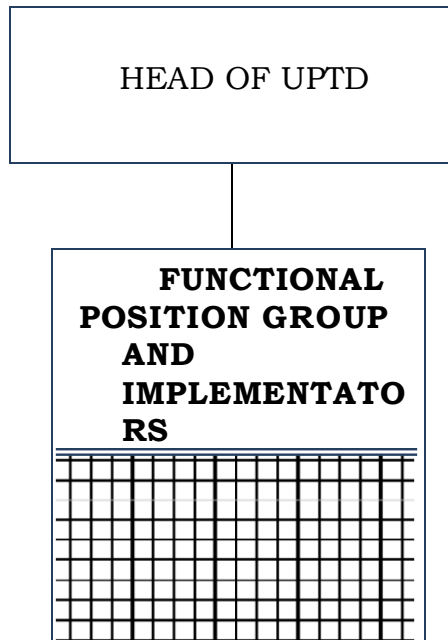 HEAD OF UPTD
FUNCTIONAL
POSITION GROUP
AND
IMPLEMENTATO
RS